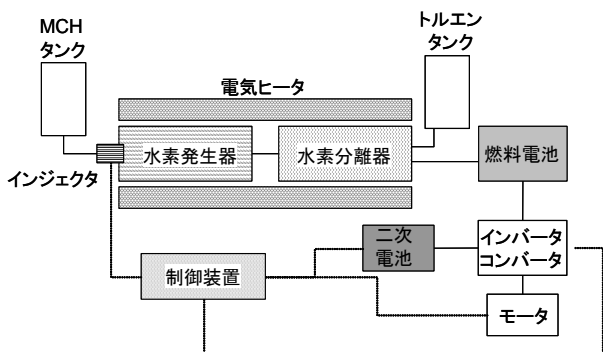 MCH
タンク
トルエン
タンク
電気ヒータ
水素発生器
水素分離器
燃料電池
インジェクタ
二次
電池
インバータ
コンバータ
制御装置
モータ